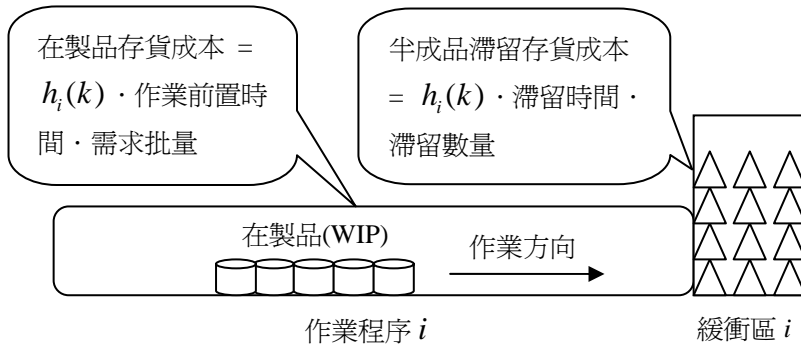 在製品存貨成本 =
h_i(k)．作業前置時
間．需求批量
半成品滯留存貨成本
= h_i(k)．滯留時間．
滯留數量
在製品(WIP)
作業方向
作業程序 i
緩衝區 i